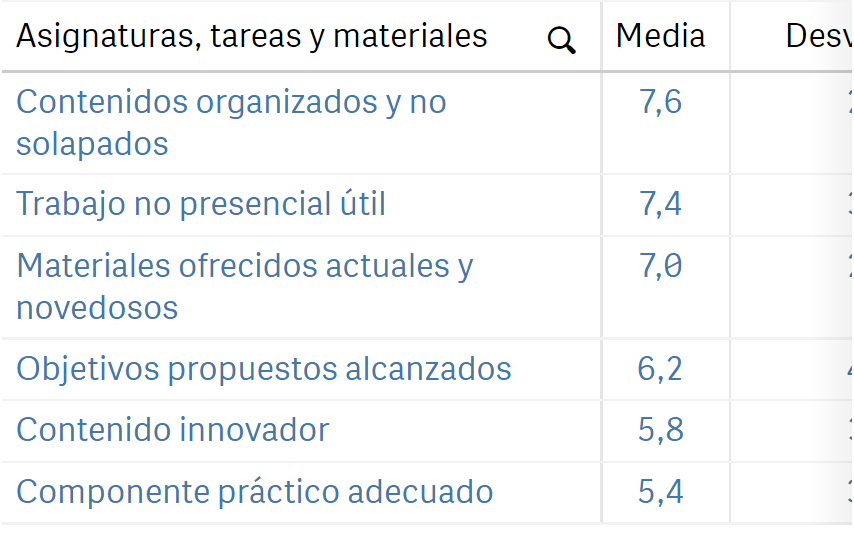 Asignaturas, tareas y materiales Media
Contenidos organizados y no 7,6
solapados
Trabajo no presencial útil 7,4
Materiales ofrecidos actuales y 7,0
novedosos
Objetivos propuestos alcanzados 6,2
Contenido innovador 5,8
Componente práctico adecuado 5,4